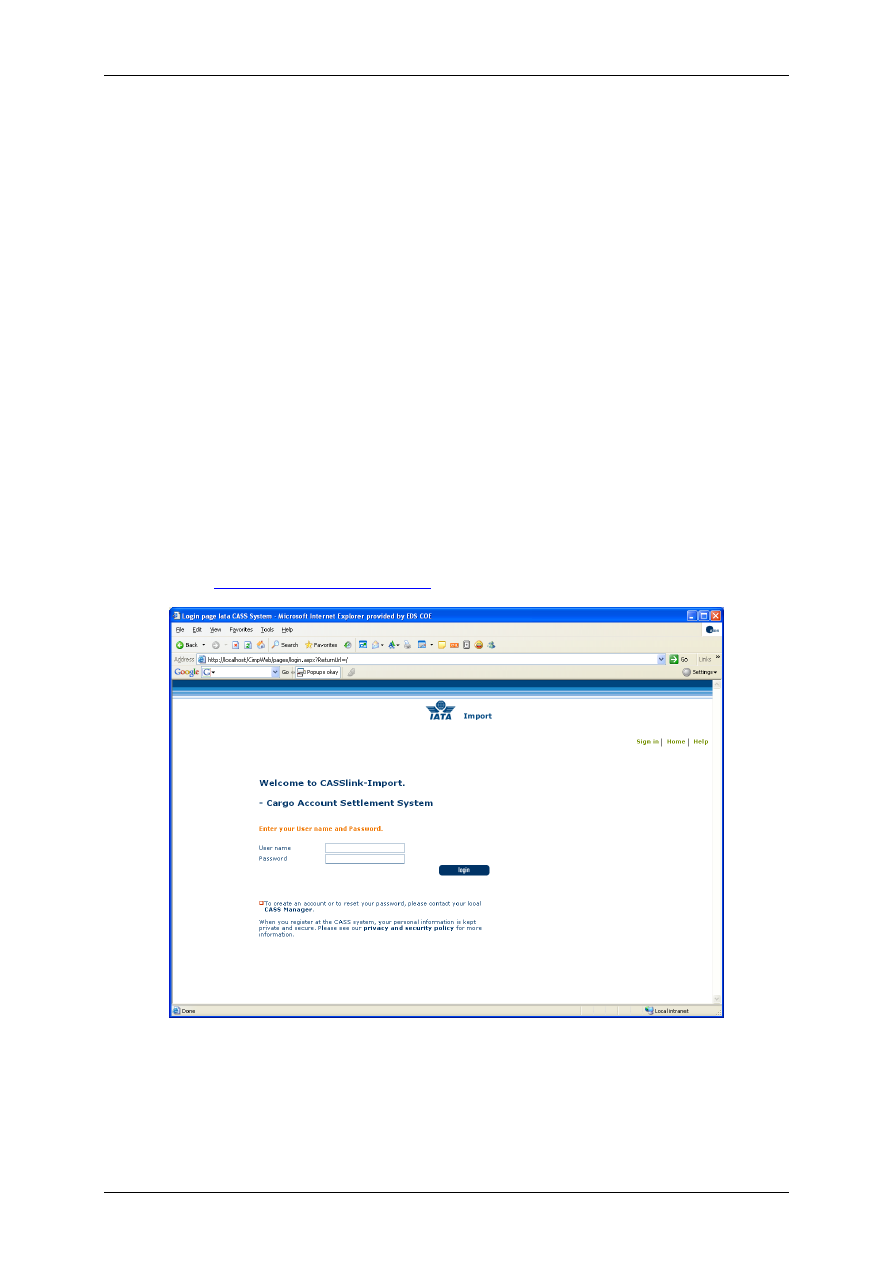 Login page Iata CASS System - Microsoft Internet Explorer provided by EDS COE
File Edit View Favorites Tools Help
Back Search Favorites
Address http://localhost/CimpWeb/pages/login.aspx?ReturnUrl=/ Go Links »
Google G Go Popups okay Settings
IATA Import
Sign in | Home | Help
Welcome to CASSlink-Import.
- Cargo Account Settlement System
Enter your User name and Password.
User name
Password
login
To create an account or to reset your password, please contact your local
CASS Manager.
When you register at the CASS system, your personal information is kept
private and secure. Please see our privacy and security policy for more
information.
Done Local intranet